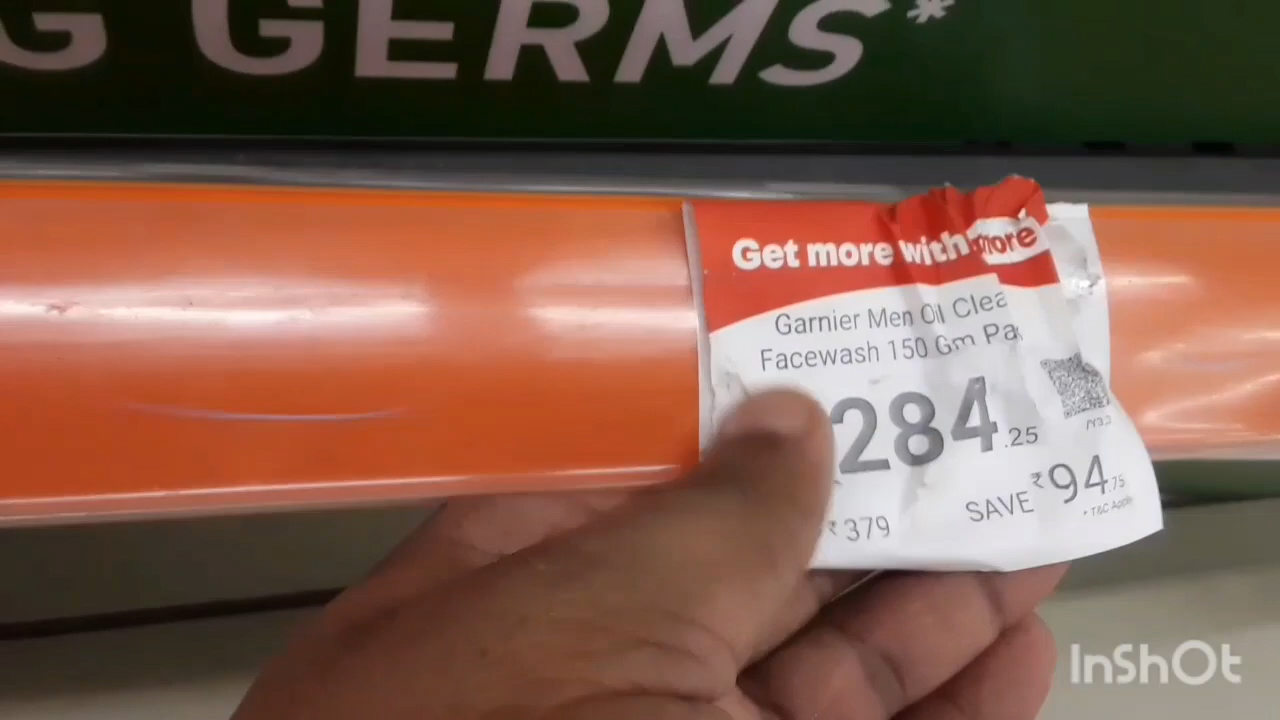 G GERMS*
Get more with more
Garnier Men Oil Clea
Facewash 150 Gm Pa
284.25
₹379
SAVE ₹94.75
* T&C Apply
InShOt